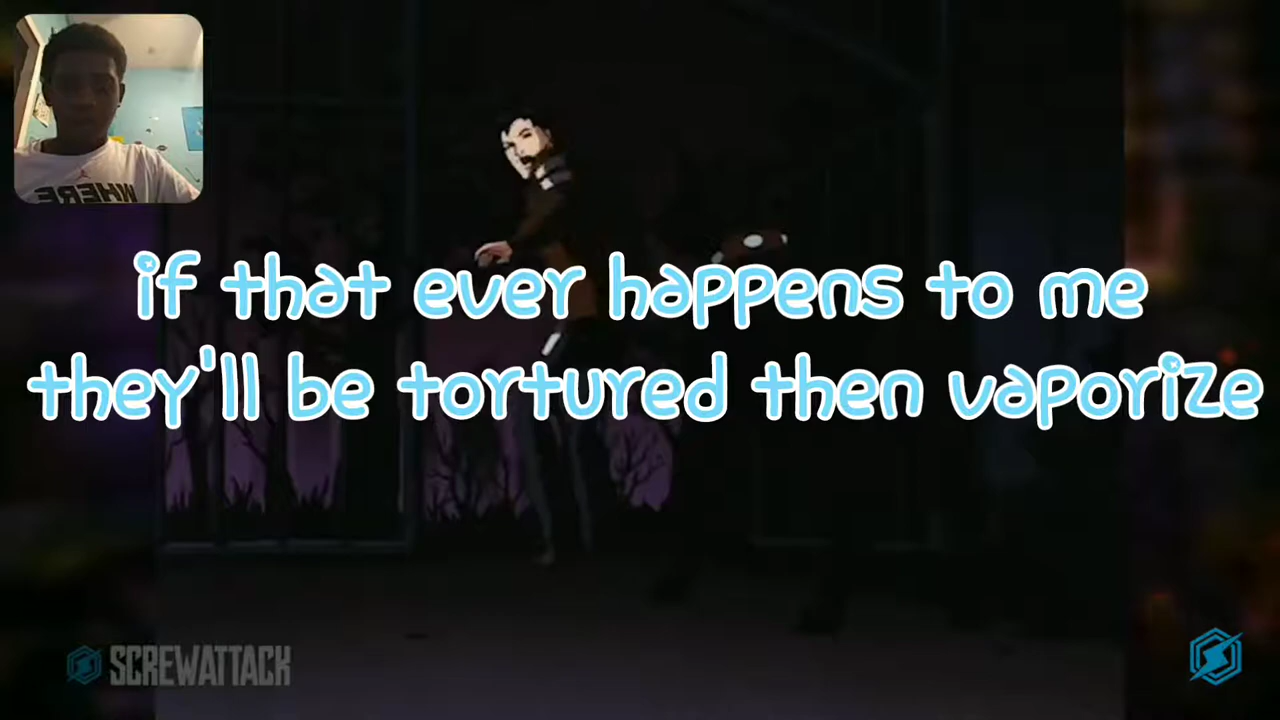 WHERE
if that ever happens to me
they'll be tortured then vaporize
SCREWATTACK